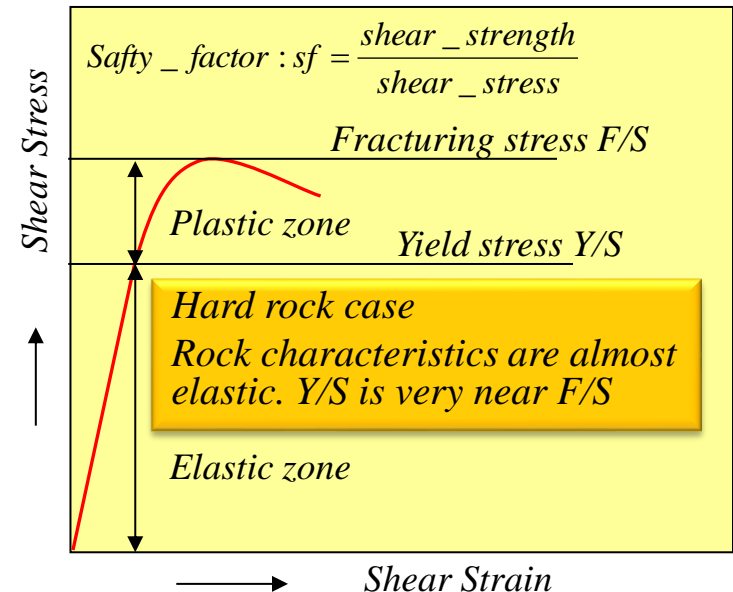 Safty _ factor : sf = shear _ strength / shear _ stress
Fracturing stress F/S
Shear Stress
Plastic zone
Yield stress Y/S
Hard rock case
Rock characteristics are almost
elastic. Y/S is very near F/S
Elastic zone
Shear Strain